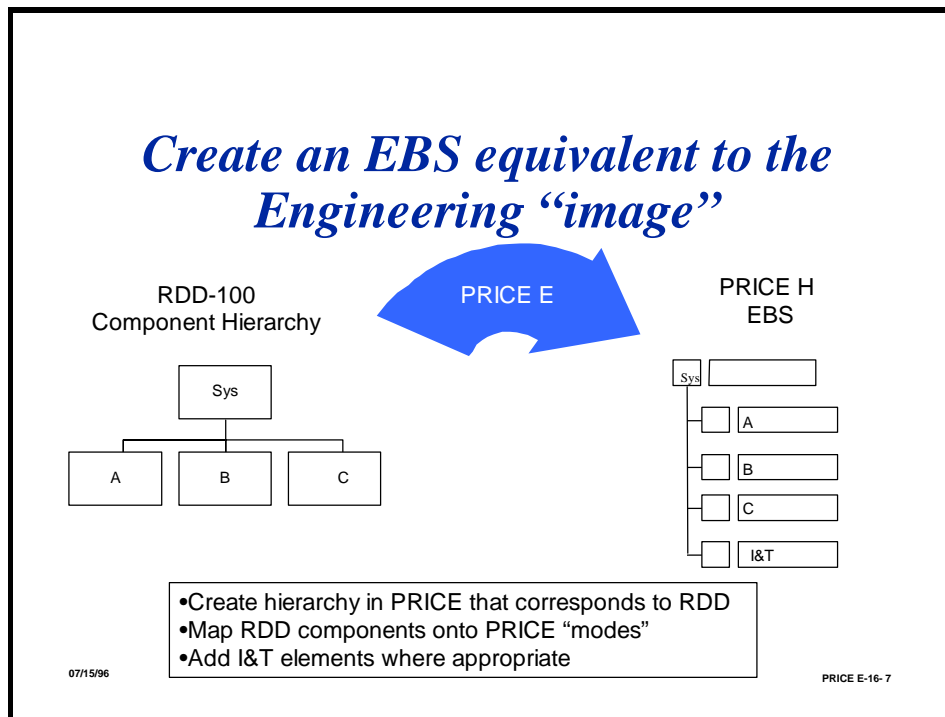 Create an EBS equivalent to the
Engineering “image”
RDD-100
Component Hierarchy
PRICE E
PRICE H
EBS
Sys
A
B
C
Sys
A
B
C
I&T
•Create hierarchy in PRICE that corresponds to RDD
•Map RDD components onto PRICE “modes”
•Add I&T elements where appropriate
07/15/96
PRICE E-16- 7